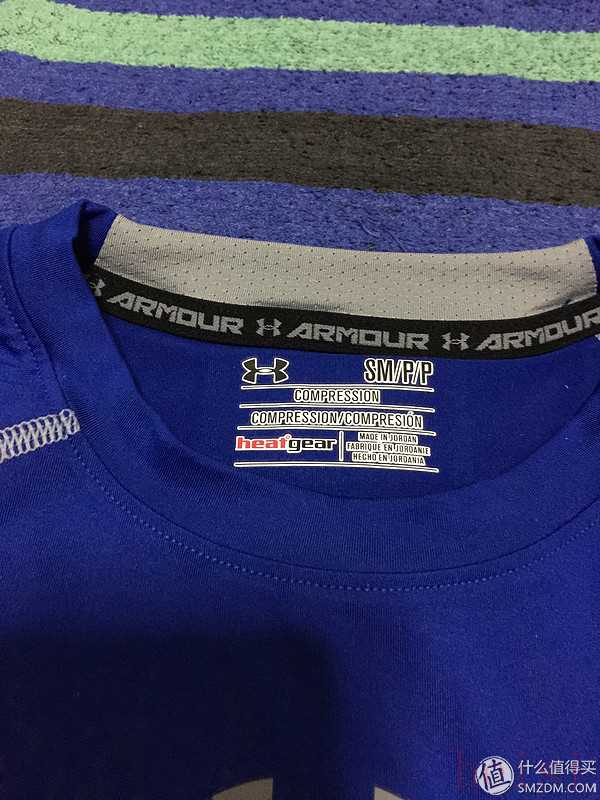 ARMOUR ARMOUR ARMOUR
SM/P/P
COMPRESSION
COMPRESSION/COMPRESIÓN
heatgear
MADE IN JORDAN
FABRIQUÉ EN JORDANIE
HECHO EN JORDANIA
值 什么值得买
SMZDM.COM